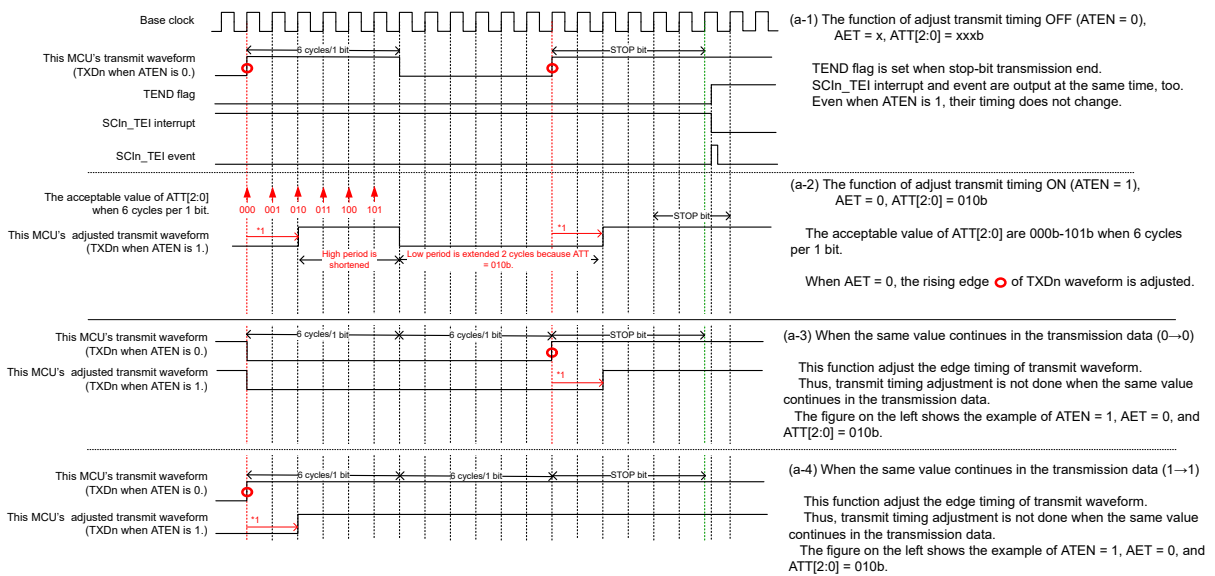 Base clock
(a-1) The function of adjust transmit timing OFF (ATEN = 0),
AET = x, ATT[2:0] = xxxb
6 cycles/1 bit
STOP bit
This MCU's transmit waveform
(TXDn when ATEN is 0.)
TEND flag is set when stop-bit transmission end.
SCIn_TEI interrupt and event are output at the same time, too.
Even when ATEN is 1, their timing does not change.
TEND flag
SCIn_TEI interrupt
SCIn_TEI event
(a-2) The function of adjust transmit timing ON (ATEN = 1),
AET = 0, ATT[2:0] = 010b
The acceptable value of ATT[2:0]
when 6 cycles per 1 bit.
000 001 010 011 100 101
STOP bit
This MCU's adjusted transmit waveform
(TXDn when ATEN is 1.)
*1
*1
The acceptable value of ATT[2:0] are 000b-101b when 6 cycles
per 1 bit.
High period is
shortened
Low period is extended 2 cycles because ATT
= 010b.
When AET = 0, the rising edge of TXDn waveform is adjusted.
This MCU's transmit waveform
(TXDn when ATEN is 0.)
6 cycles/1 bit
6 cycles/1 bit
STOP bit
(a-3) When the same value continues in the transmission data (0→0)
This MCU's adjusted transmit waveform
(TXDn when ATEN is 1.)
*1
This function adjust the edge timing of transmit waveform.
Thus, transmit timing adjustment is not done when the same value
continues in the transmission data.
The figure on the left shows the example of ATEN = 1, AET = 0, and
ATT[2:0] = 010b.
This MCU's transmit waveform
(TXDn when ATEN is 0.)
6 cycles/1 bit
6 cycles/1 bit
STOP bit
(a-4) When the same value continues in the transmission data (1→1)
This MCU's adjusted transmit waveform
(TXDn when ATEN is 1.)
*1
This function adjust the edge timing of transmit waveform.
Thus, transmit timing adjustment is not done when the same value
continues in the transmission data.
The figure on the left shows the example of ATEN = 1, AET = 0, and
ATT[2:0] = 010b.